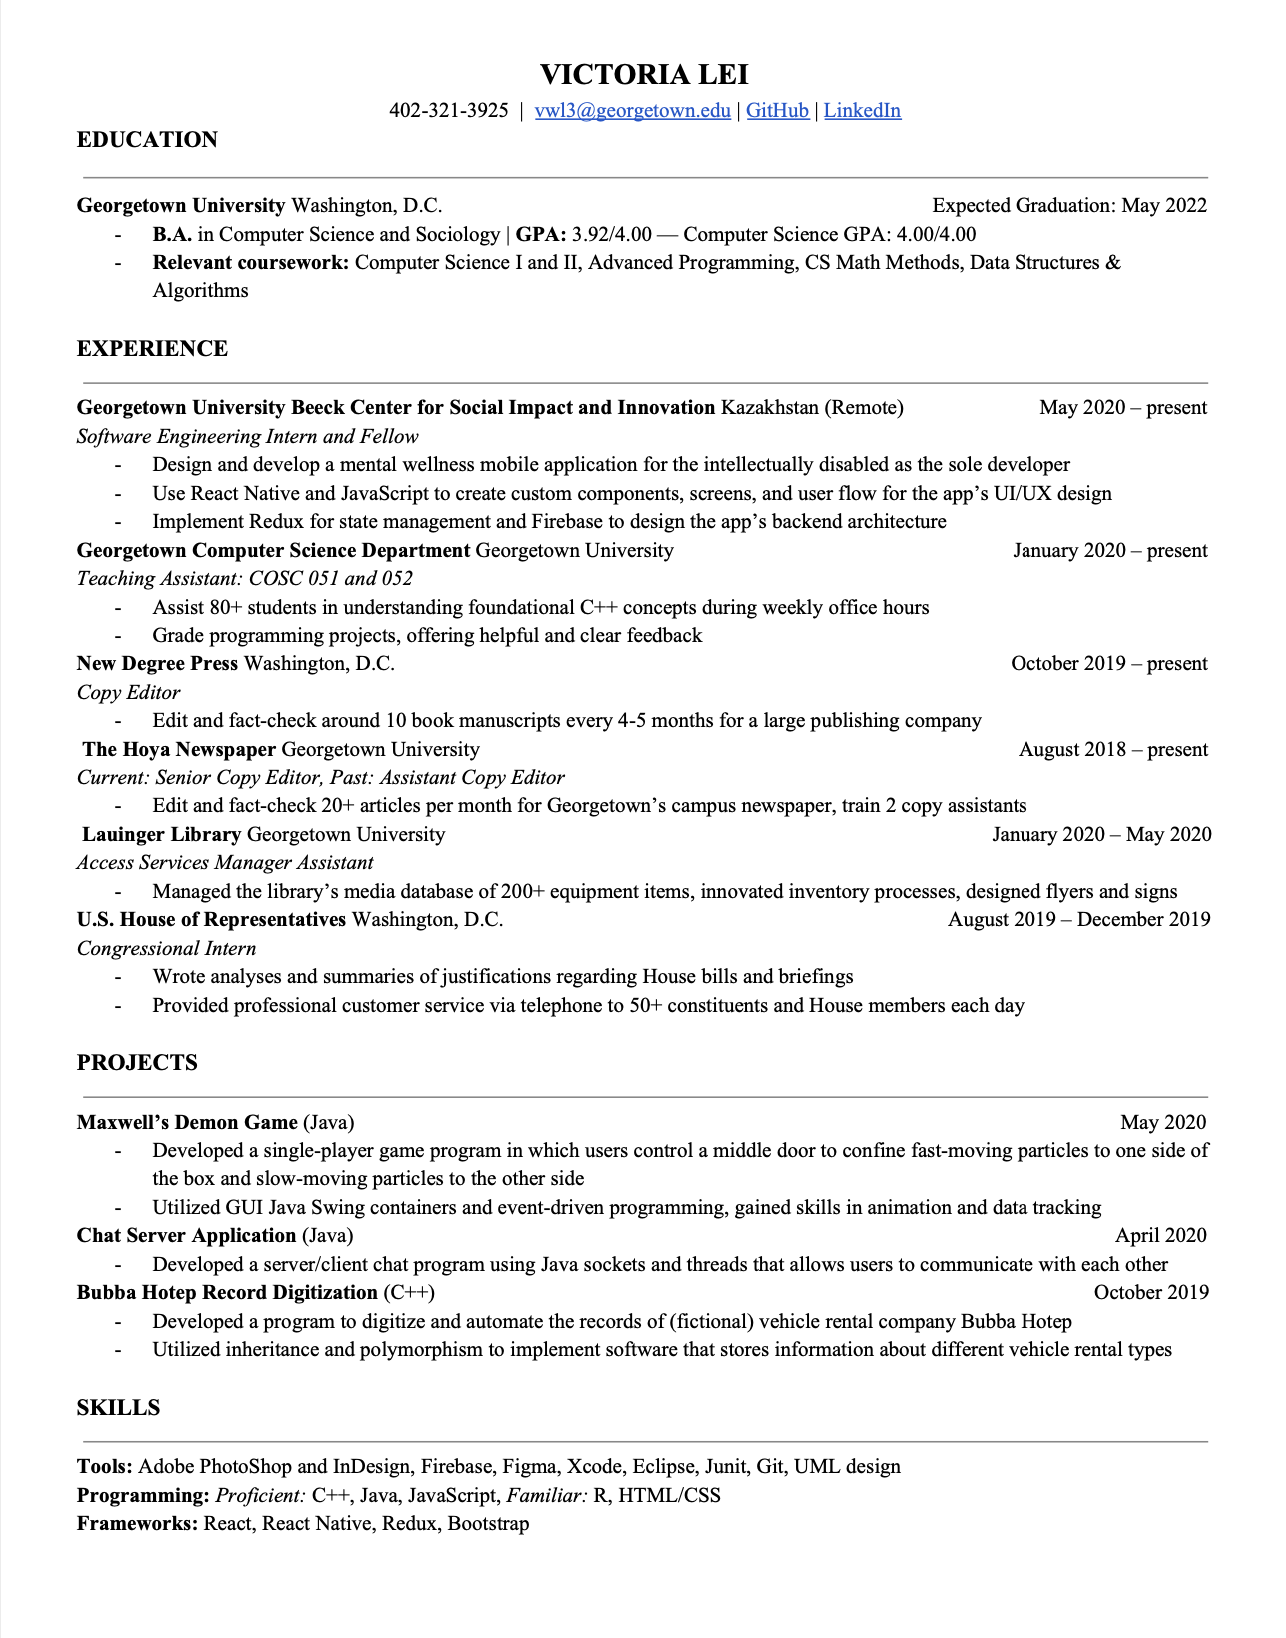 VICTORIA LEI
402-321-3925 | vwl3@georgetown.edu | GitHub | LinkedIn
EDUCATION
Georgetown University Washington, D.C. Expected Graduation: May 2022
- B.A. in Computer Science and Sociology | GPA: 3.92/4.00 — Computer Science GPA: 4.00/4.00
- Relevant coursework: Computer Science I and II, Advanced Programming, CS Math Methods, Data Structures &
Algorithms
EXPERIENCE
Georgetown University Beeck Center for Social Impact and Innovation Kazakhstan (Remote) May 2020 – present
Software Engineering Intern and Fellow
- Design and develop a mental wellness mobile application for the intellectually disabled as the sole developer
- Use React Native and JavaScript to create custom components, screens, and user flow for the app’s UI/UX design
- Implement Redux for state management and Firebase to design the app’s backend architecture
Georgetown Computer Science Department Georgetown University January 2020 – present
Teaching Assistant: COSC 051 and 052
- Assist 80+ students in understanding foundational C++ concepts during weekly office hours
- Grade programming projects, offering helpful and clear feedback
New Degree Press Washington, D.C. October 2019 – present
Copy Editor
- Edit and fact-check around 10 book manuscripts every 4-5 months for a large publishing company
The Hoya Newspaper Georgetown University August 2018 – present
Current: Senior Copy Editor, Past: Assistant Copy Editor
- Edit and fact-check 20+ articles per month for Georgetown’s campus newspaper, train 2 copy assistants
Lauinger Library Georgetown University January 2020 – May 2020
Access Services Manager Assistant
- Managed the library’s media database of 200+ equipment items, innovated inventory processes, designed flyers and signs
U.S. House of Representatives Washington, D.C. August 2019 – December 2019
Congressional Intern
- Wrote analyses and summaries of justifications regarding House bills and briefings
- Provided professional customer service via telephone to 50+ constituents and House members each day
PROJECTS
Maxwell’s Demon Game (Java) May 2020
- Developed a single-player game program in which users control a middle door to confine fast-moving particles to one side of
the box and slow-moving particles to the other side
- Utilized GUI Java Swing containers and event-driven programming, gained skills in animation and data tracking
Chat Server Application (Java) April 2020
- Developed a server/client chat program using Java sockets and threads that allows users to communicate with each other
Bubba Hotep Record Digitization (C++) October 2019
- Developed a program to digitize and automate the records of (fictional) vehicle rental company Bubba Hotep
- Utilized inheritance and polymorphism to implement software that stores information about different vehicle rental types
SKILLS
Tools: Adobe PhotoShop and InDesign, Firebase, Figma, Xcode, Eclipse, Junit, Git, UML design
Programming: Proficient: C++, Java, JavaScript, Familiar: R, HTML/CSS
Frameworks: React, React Native, Redux, Bootstrap